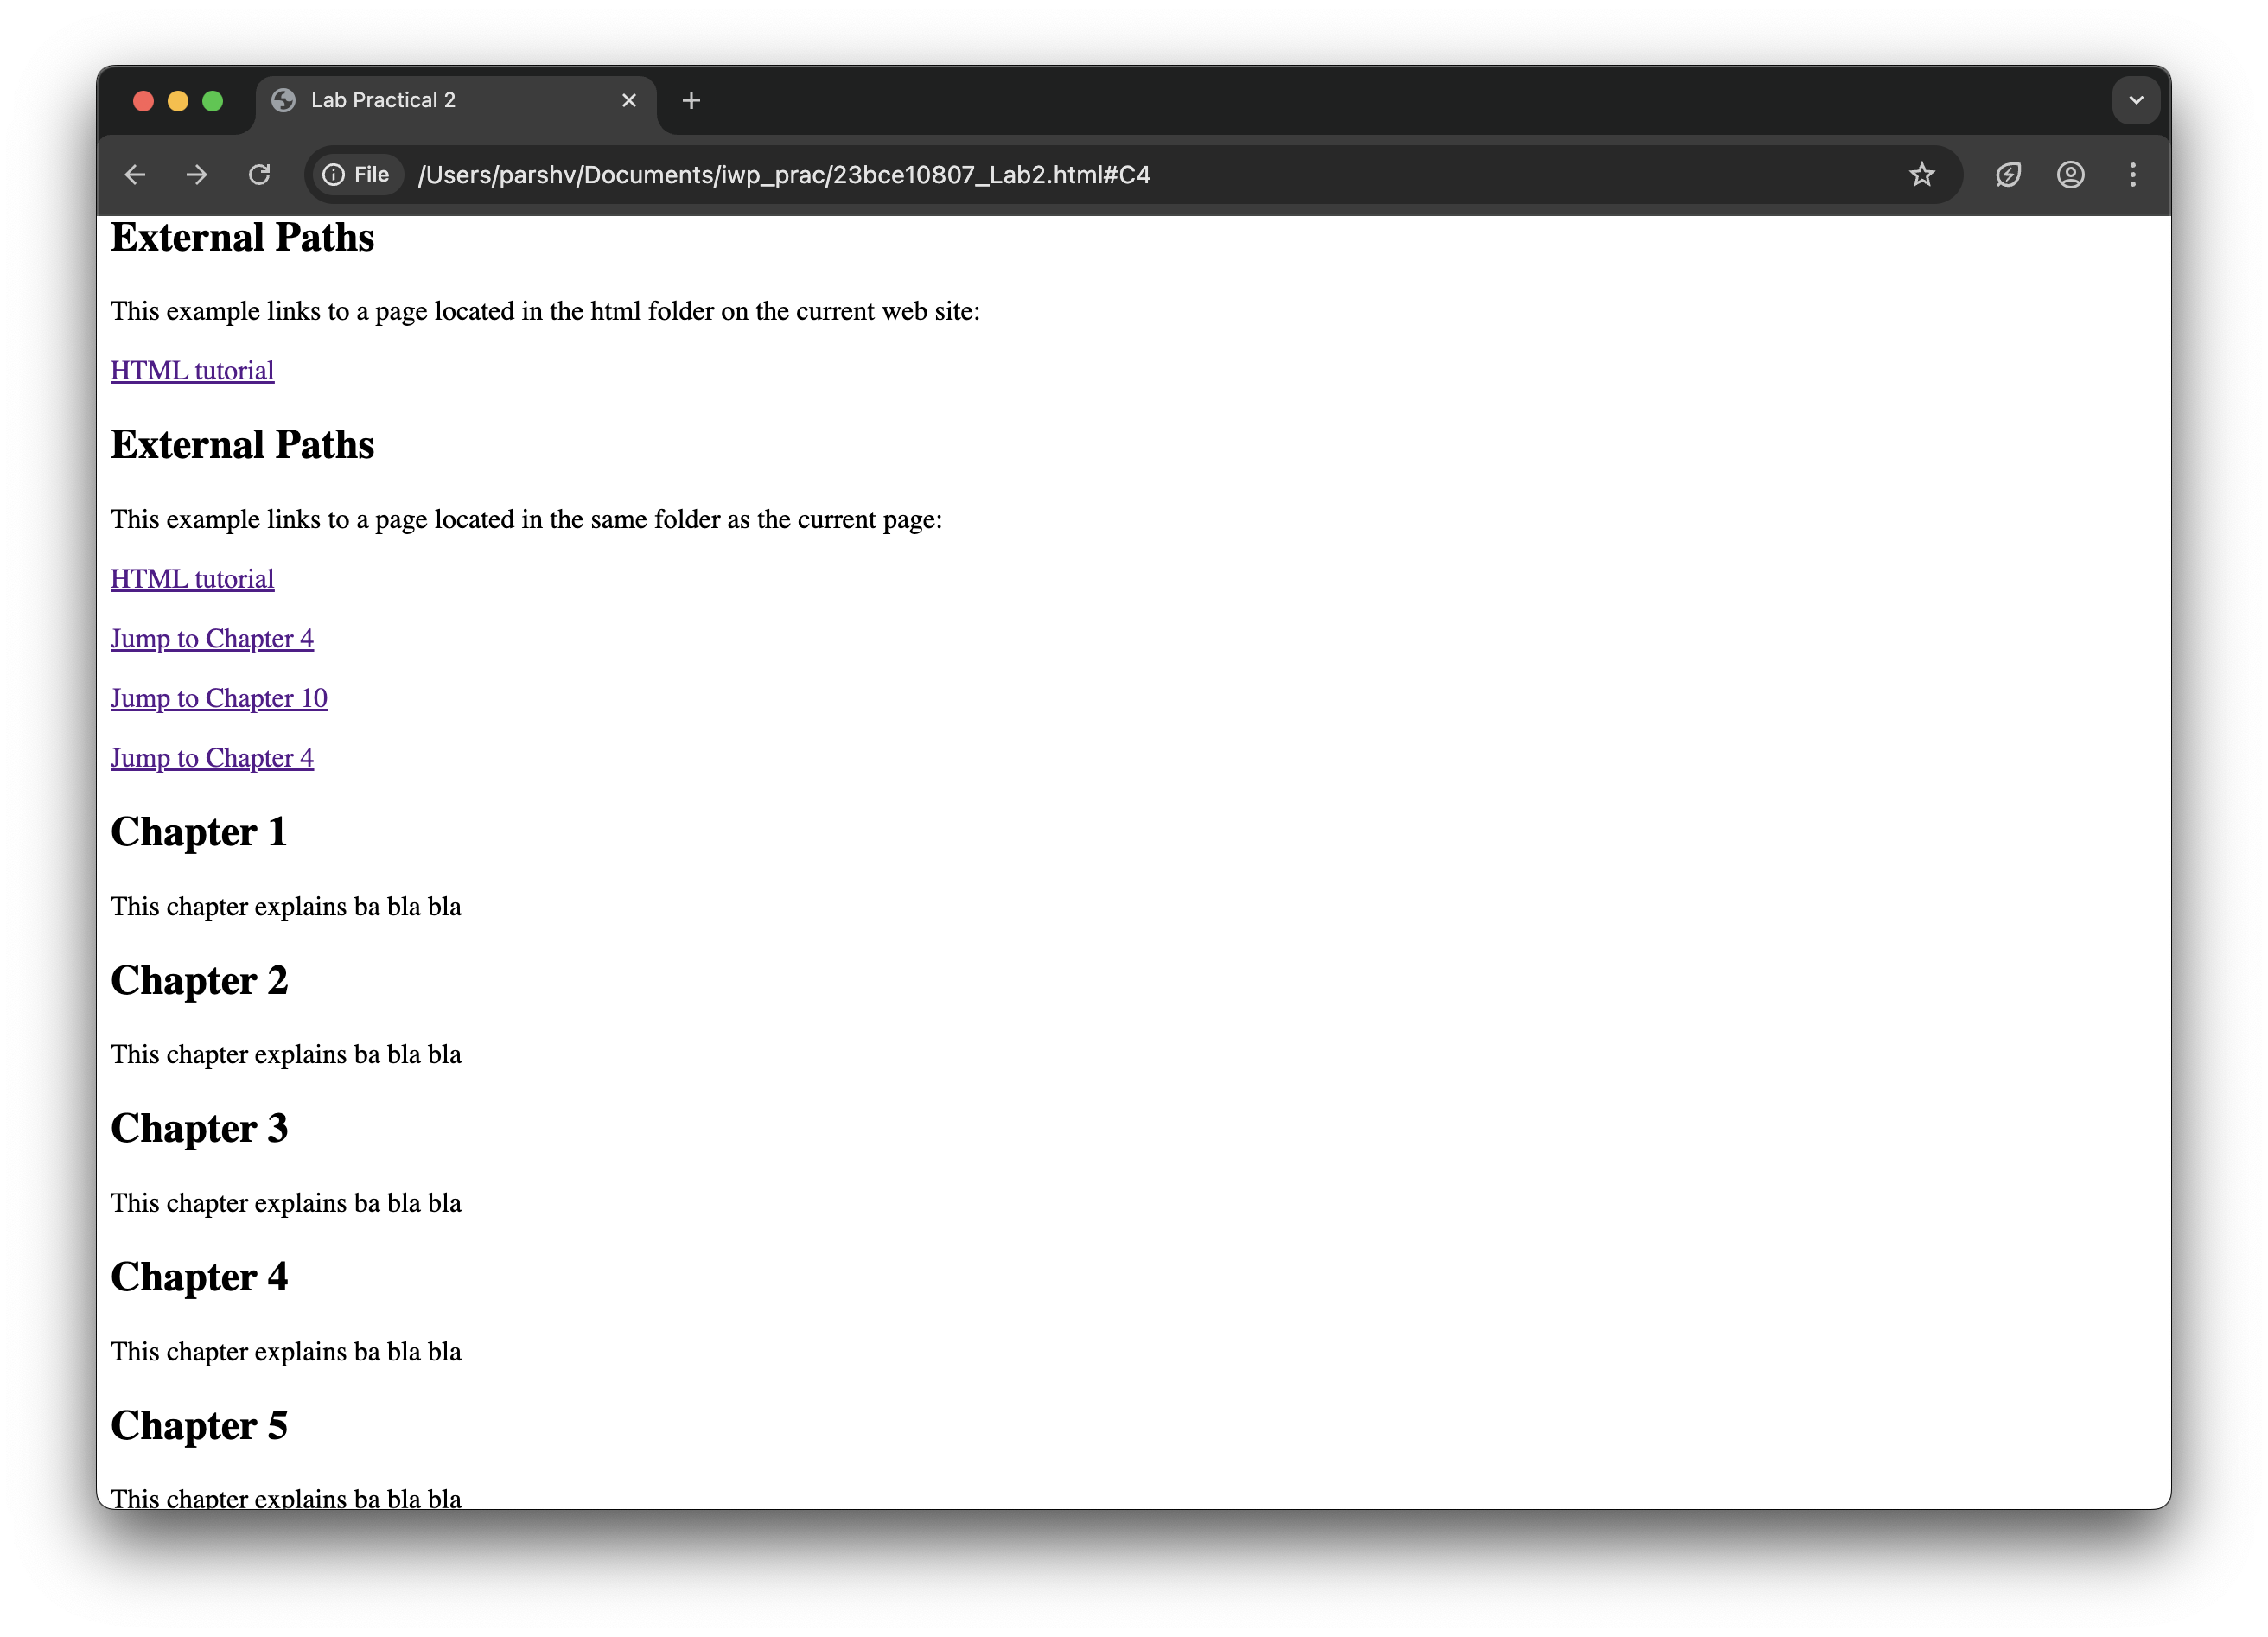 Lab Practical 2
File /Users/parshv/Documents/iwp_prac/23bce10807_Lab2.html#C4
External Paths
This example links to a page located in the html folder on the current web site:
HTML tutorial
External Paths
This example links to a page located in the same folder as the current page:
HTML tutorial
Jump to Chapter 4
Jump to Chapter 10
Jump to Chapter 4
Chapter 1
This chapter explains ba bla bla
Chapter 2
This chapter explains ba bla bla
Chapter 3
This chapter explains ba bla bla
Chapter 4
This chapter explains ba bla bla
Chapter 5
This chapter explains ba bla bla